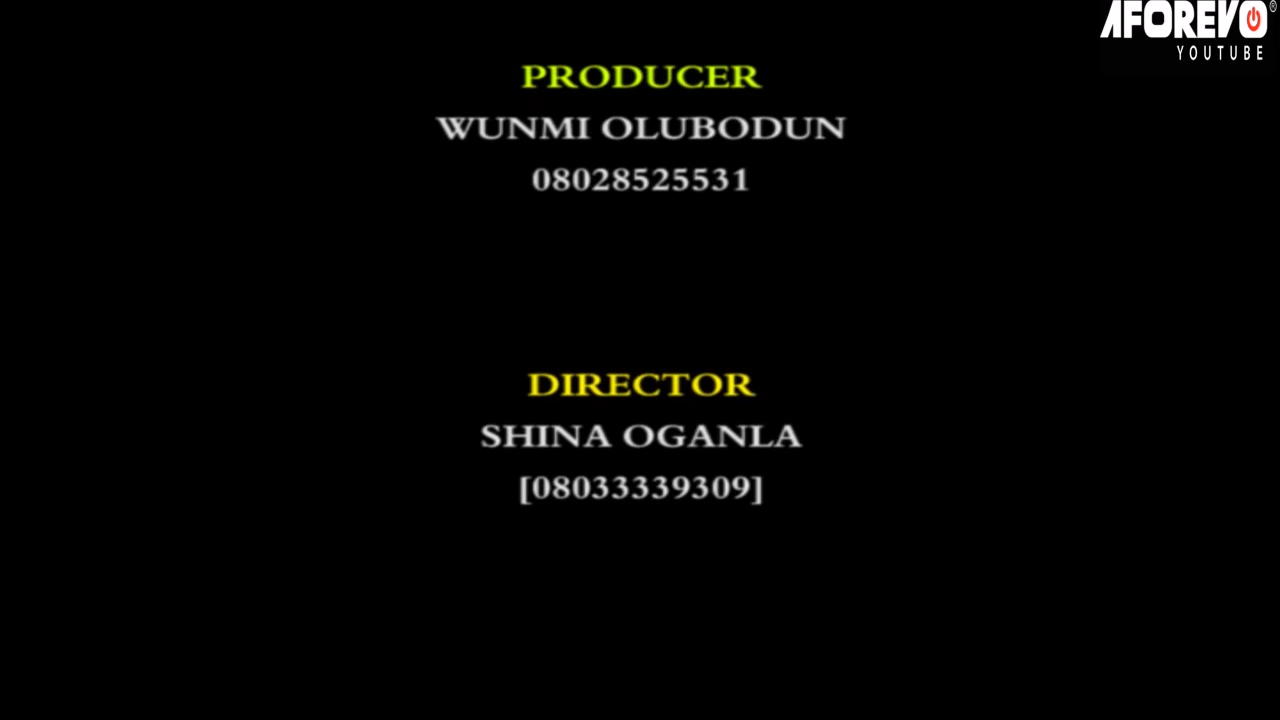 AFOREVO®
YOUTUBE
PRODUCER
WUNMI OLUBODUN
08028525531
DIRECTOR
SHINA OGANLA
[08033339309]